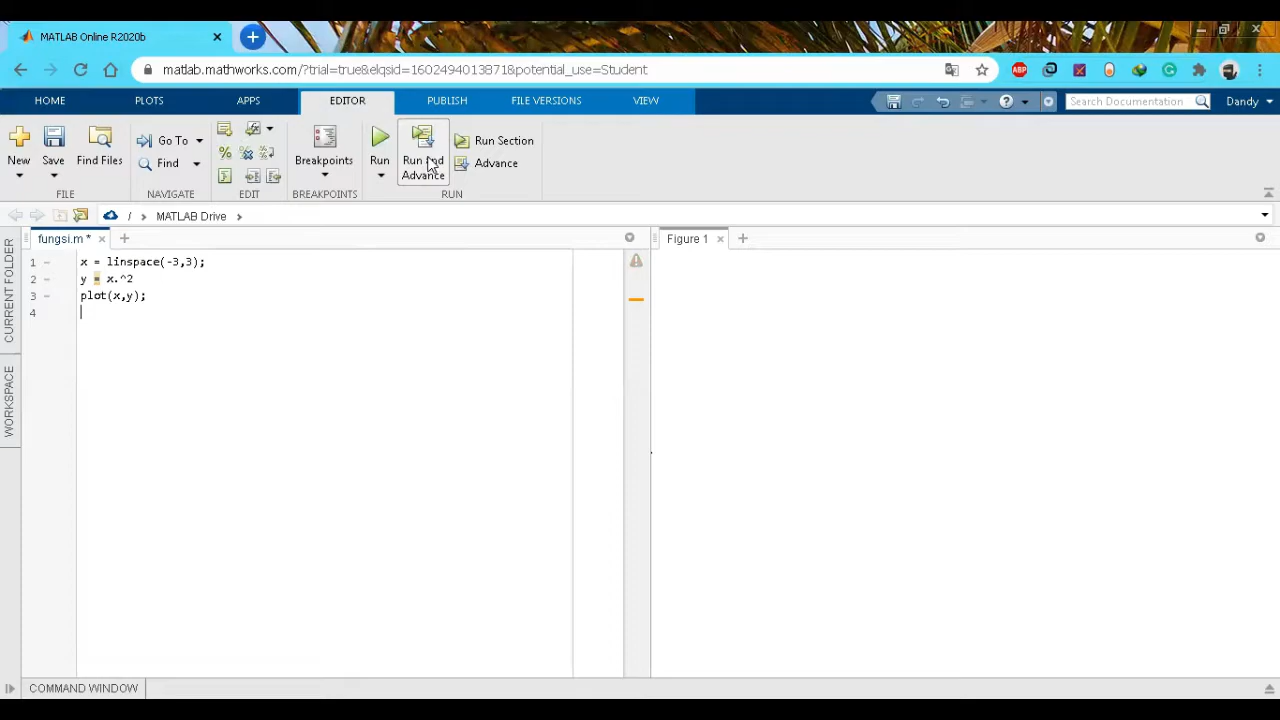 MATLAB Online R2020b
matlab.mathworks.com/?trial=true&elqsid=1602494013871&potential_use=Student
ABP
HOME PLOTS APPS EDITOR PUBLISH FILE VERSIONS VIEW
Search Documentation
Dandy
New Save Find Files
Go To
Find
Breakpoints
Run
Run and Advance
Run Section
Advance
FILE NAVIGATE EDIT BREAKPOINTS RUN
/ MATLAB Drive
CURRENT FOLDER
WORKSPACE
fungsi.m *
1 x = linspace(-3,3);
2 y = x.^2
3 plot(x,y);
4
Figure 1
COMMAND WINDOW